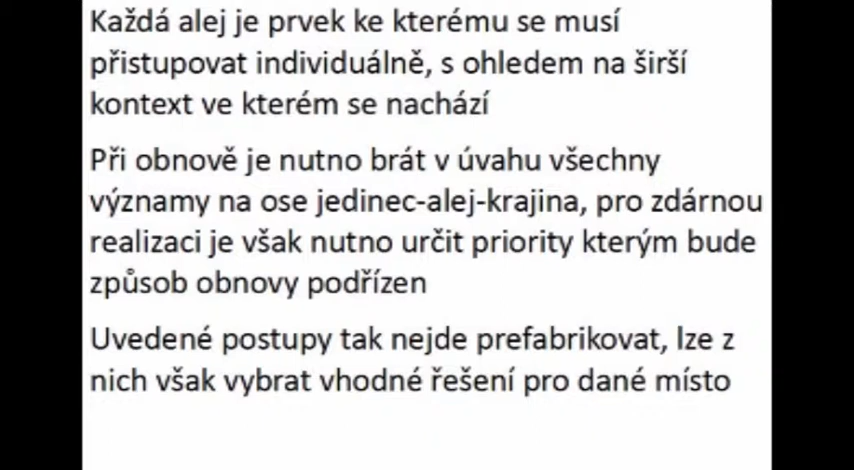 Každá alej je prvek ke kterému se musí
přistupovat individuálně, s ohledem na širší
kontext ve kterém se nachází
Při obnově je nutno brát v úvahu všechny
významy na ose jedinec-alej-krajina, pro zdárnou
realizaci je však nutno určit priority kterým bude
způsob obnovy podřízen
Uvedené postupy tak nejde prefabrikovat, lze z
nich však vybrat vhodné řešení pro dané místo